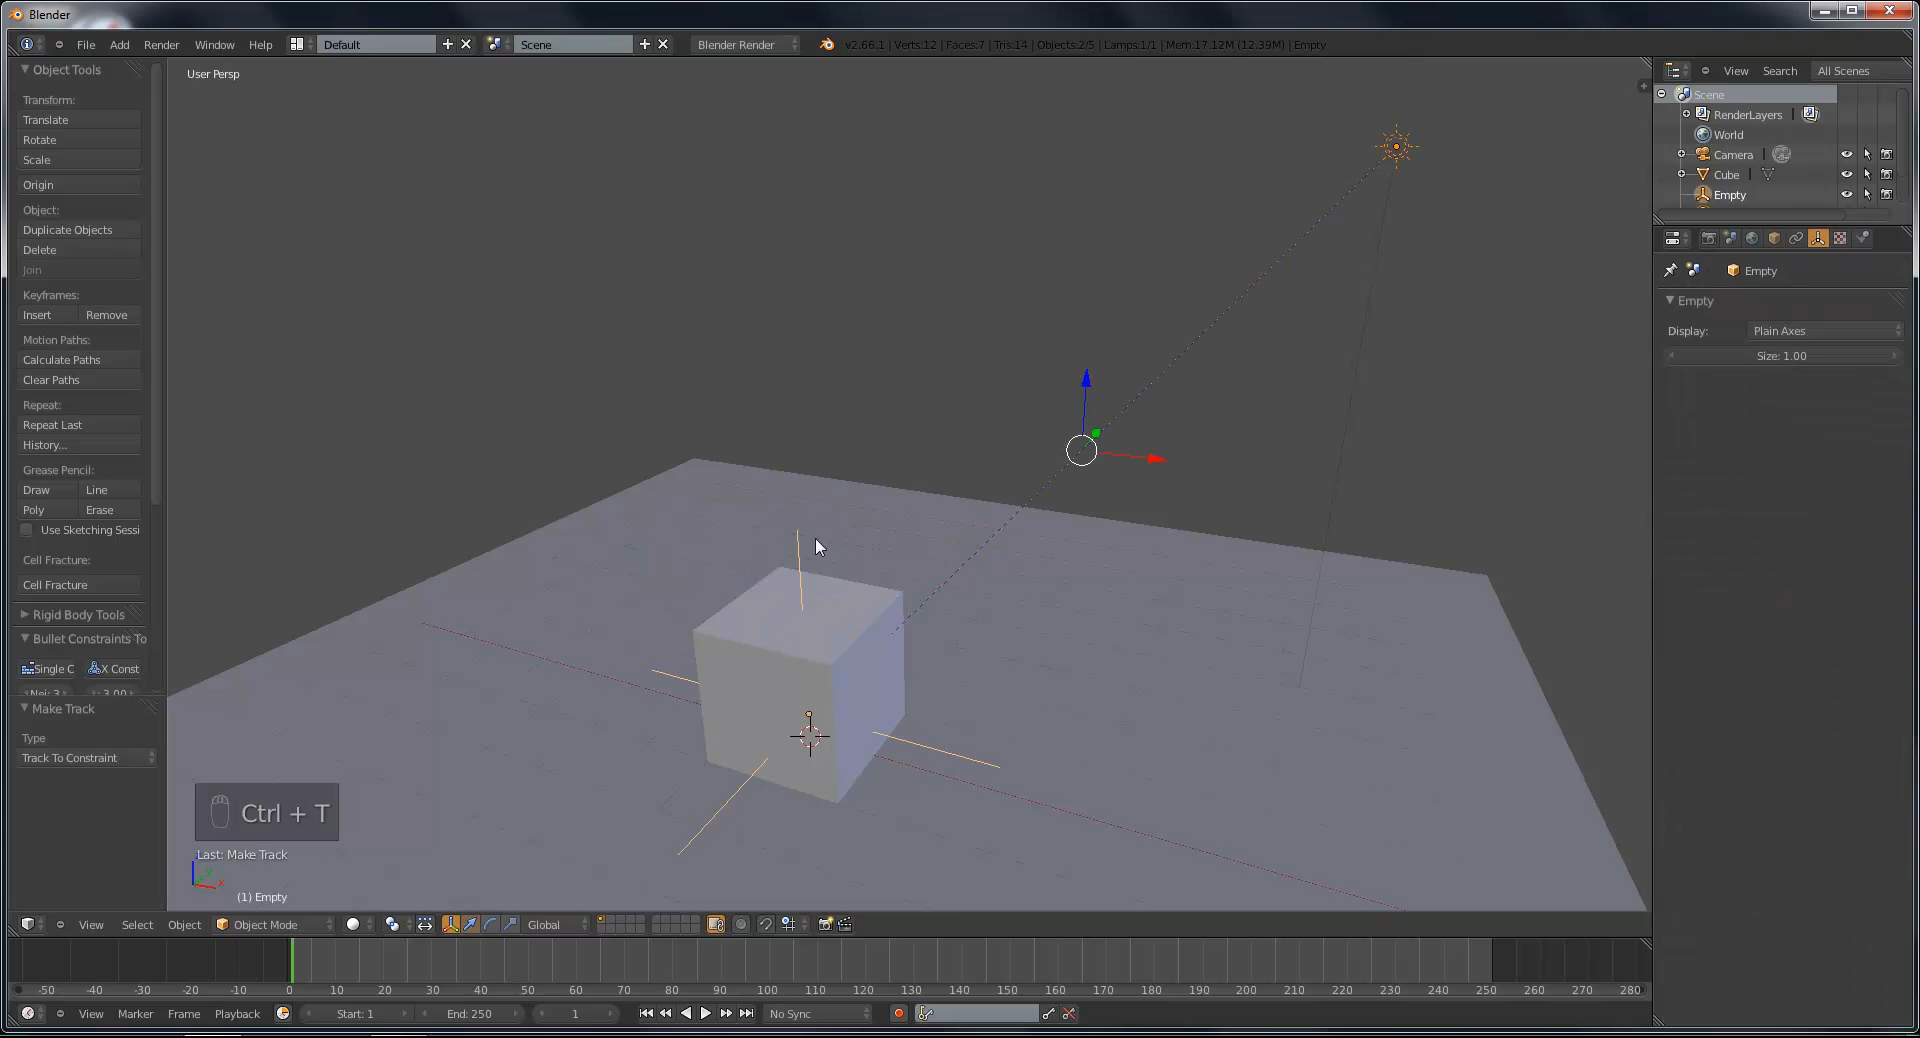 Blender
File Add Render Window Help Default Scene Blender Render v2.66.1 | Verts:12 | Faces:7 | Tris:14 | Objects:2/5 | Lamps:1/1 | Mem:17.12M (12.39M) | Empty
Object Tools
Transform:
Translate
Rotate
Scale
Origin
Object:
Duplicate Objects
Delete
Join
Keyframes:
Insert Remove
Motion Paths:
Calculate Paths
Clear Paths
Repeat:
Repeat Last
History...
Grease Pencil:
Draw Line
Poly Erase
Use Sketching Sessi
Cell Fracture:
Cell Fracture
Rigid Body Tools
Bullet Constraints To
Single C X Const
Nei: 3 : 3.00
Make Track
Type
Track To Constraint
User Persp
Ctrl + T
Last: Make Track
z y x
(1) Empty
View Search All Scenes
Scene
RenderLayers |
World
Camera |
Cube |
Empty
Empty
Empty
Display: Plain Axes
Size: 1.00
View Select Object Object Mode Global
-50 -40 -30 -20 -10 0 10 20 30 40 50 60 70 80 90 100 110 120 130 140 150 160 170 180 190 200 210 220 230 240 250 260 270 280
View Marker Frame Playback Start: 1 End: 250 1 No Sync